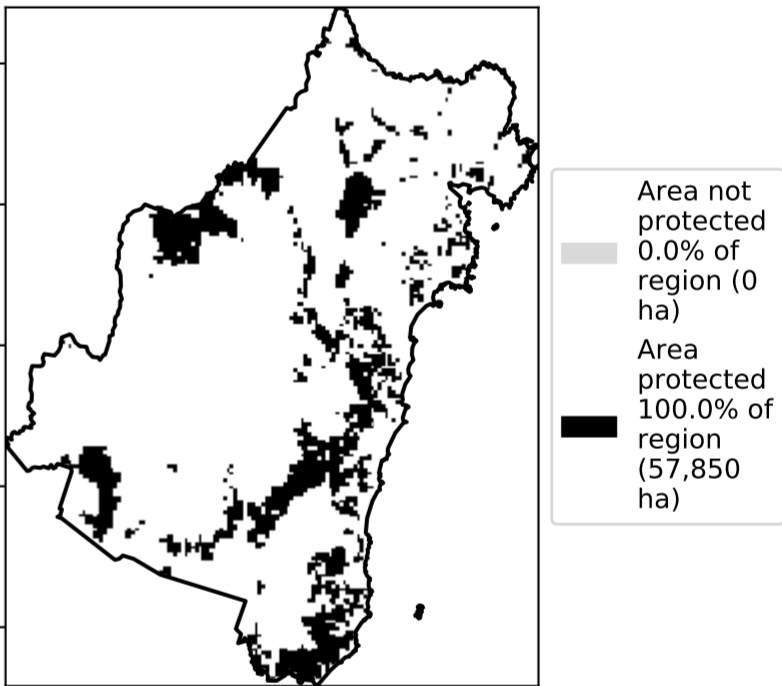 Area not
protected
0.0% of
region (0
ha)
Area
protected
100.0% of
region
(57,850
ha)